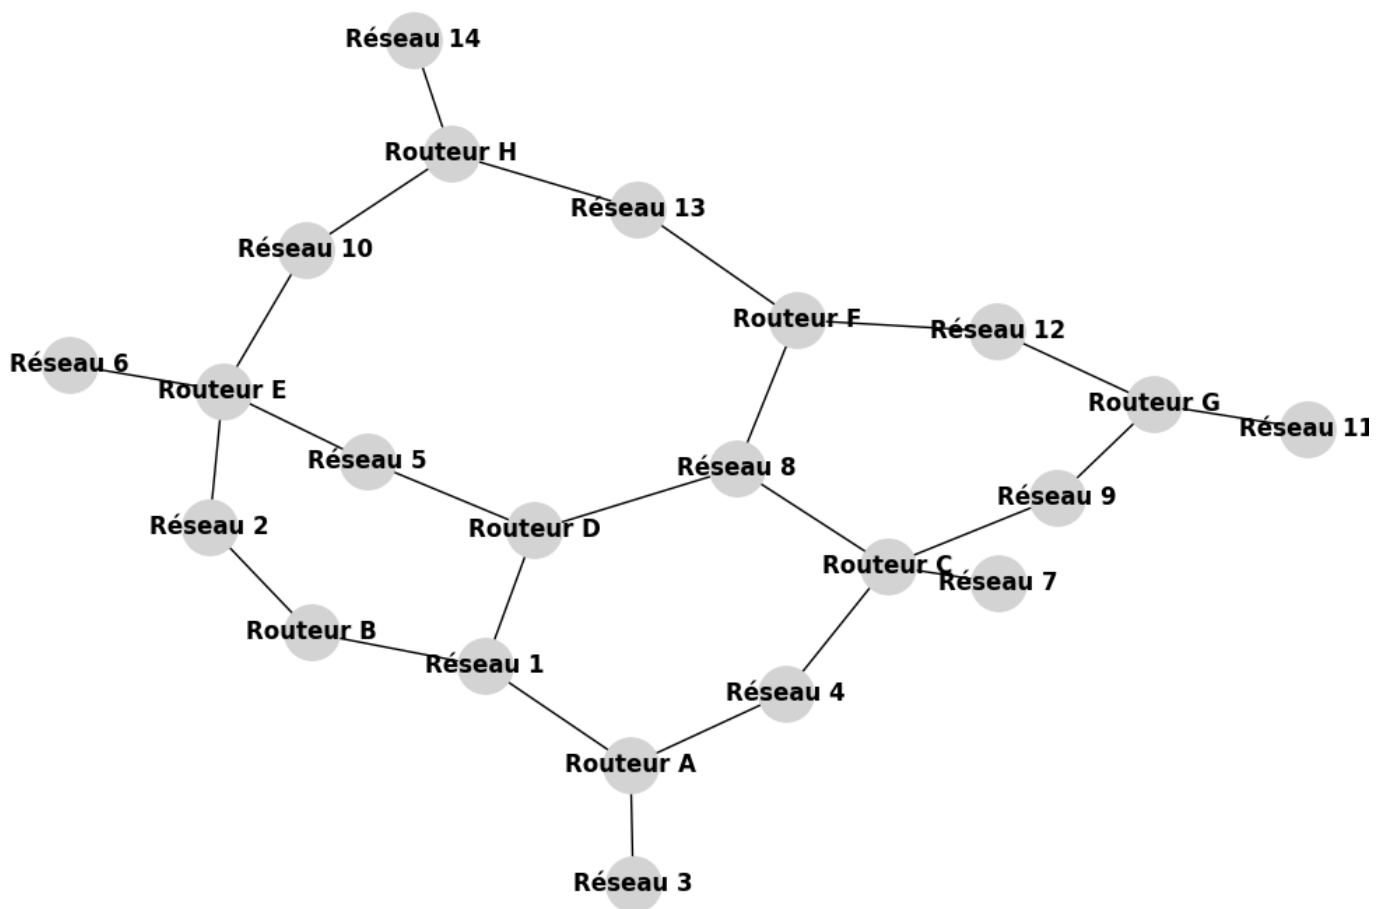 Réseau 14
Routeur H
Réseau 13
Réseau 10
Routeur F
Réseau 12
Réseau 6
Routeur E
Routeur G
Réseau 11
Réseau 5
Réseau 8
Réseau 9
Réseau 2
Routeur D
Routeur C
Réseau 7
Routeur B
Réseau 1
Réseau 4
Routeur A
Réseau 3